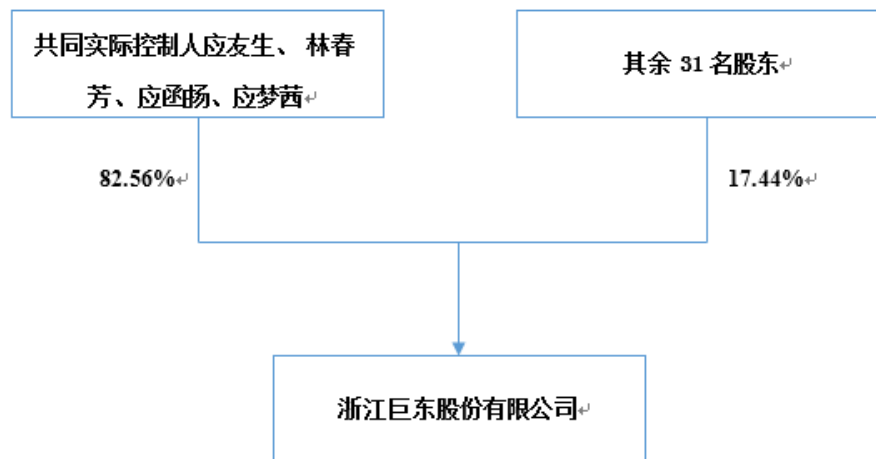 共同实际控制人应友生、 林春
芳、应函扬、应梦茜↵
其余 31 名股东↵
82.56%↵
17.44%↵
浙江巨东股份有限公司↵